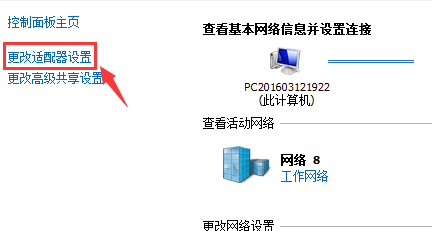 控制面板主页
更改适配器设置
更改高级共享设置
查看基本网络信息并设置连接
PC201603121922
(此计算机)
查看活动网络
网络 8
工作网络
更改网络设置